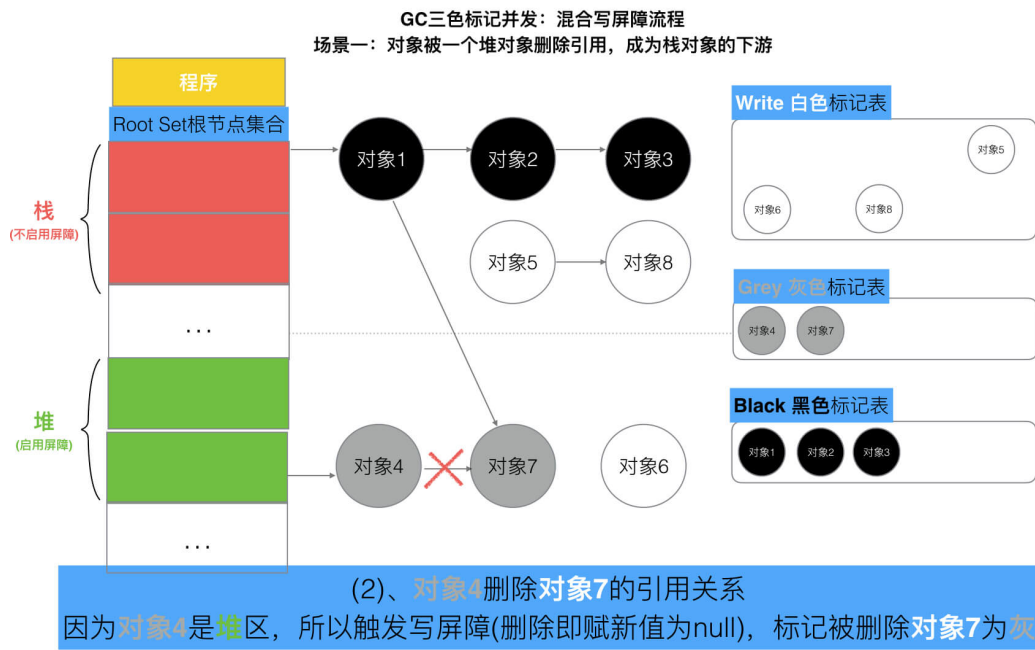 GC三色标记并发：混合写屏障流程
场景一：对象被一个堆对象删除引用，成为栈对象的下游
程序
Root Set根节点集合
栈
(不启用屏障)
...
堆
(启用屏障)
...
对象1
对象2
对象3
对象5
对象8
对象4
对象7
对象6
Write 白色标记表
对象5
对象6
对象8
Grey 灰色标记表
对象4
对象7
Black 黑色标记表
对象1
对象2
对象3
(2)、对象4删除对象7的引用关系
因为对象4是堆区，所以触发写屏障(删除即赋新值为null)，标记被删除对象7为灰